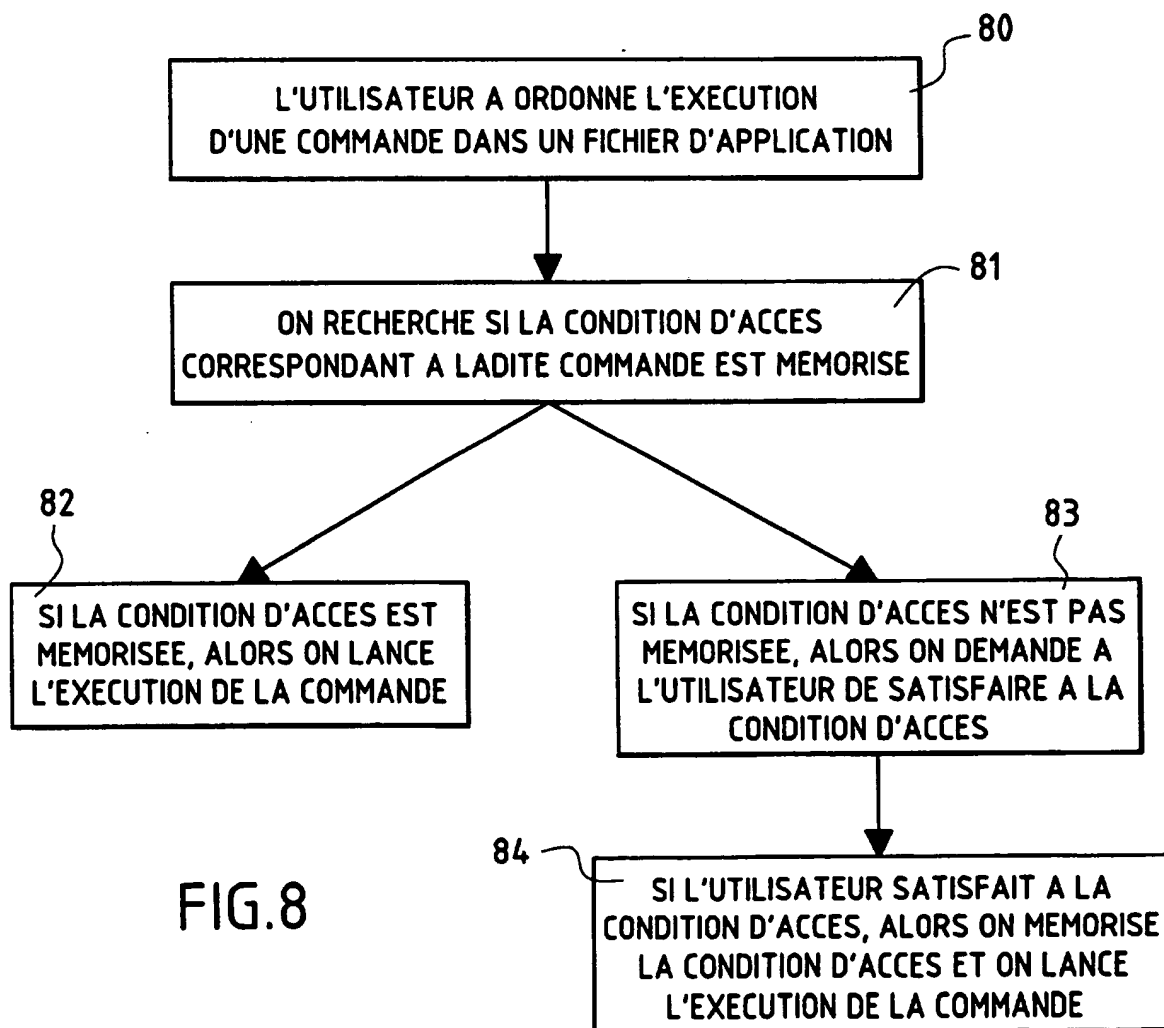 80
L'UTILISATEUR A ORDONNE L'EXECUTION
D'UNE COMMANDE DANS UN FICHIER D'APPLICATION
81
ON RECHERCHE SI LA CONDITION D'ACCES
CORRESPONDANT A LADITE COMMANDE EST MEMORISE
82
SI LA CONDITION D'ACCES EST
MEMORISEE, ALORS ON LANCE
L'EXECUTION DE LA COMMANDE
83
SI LA CONDITION D'ACCES N'EST PAS
MEMORISEE, ALORS ON DEMANDE A
L'UTILISATEUR DE SATISFAIRE A LA
CONDITION D'ACCES
84
SI L'UTILISATEUR SATISFAIT A LA
CONDITION D'ACCES, ALORS ON MEMORISE
LA CONDITION D'ACCES ET ON LANCE
L'EXECUTION DE LA COMMANDE
FIG.8